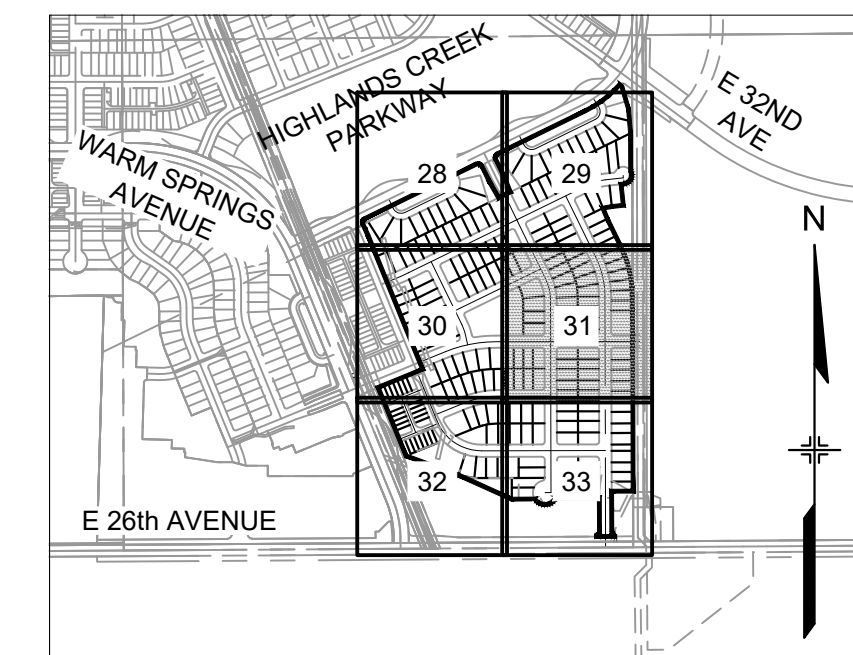 HIGHLANDS CREEK
PARKWAY
E 32ND
AVE
WARM SPRINGS
AVENUE
28
29
N
30
31
32
33
E 26th AVENUE